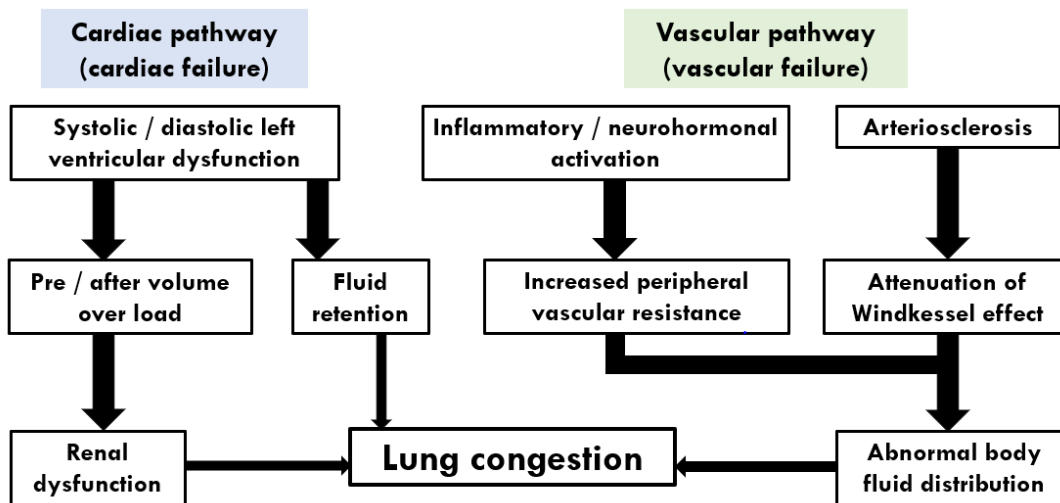 Cardiac pathway
(cardiac failure)
Vascular pathway
(vascular failure)
Systolic / diastolic left
ventricular dysfunction
Inflammatory / neurohormonal
activation
Arteriosclerosis
Pre / after volume
over load
Fluid
retention
Increased peripheral
vascular resistance
Attenuation of
Windkessel effect
Renal
dysfunction
Lung congestion
Abnormal body
fluid distribution